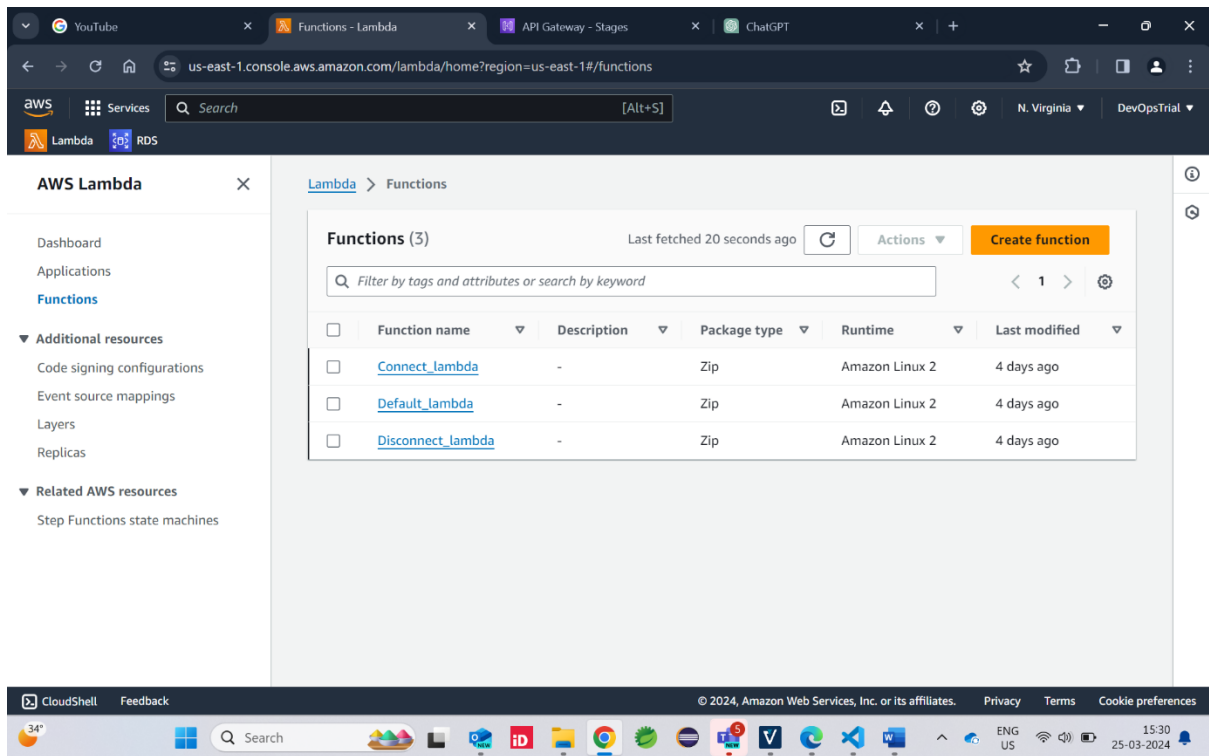 YouTube
Functions - Lambda
API Gateway - Stages
ChatGPT
us-east-1.console.aws.amazon.com/lambda/home?region=us-east-1#/functions
aws Services Search [Alt+S] N. Virginia DevOpsTrial
Lambda RDS
AWS Lambda
Dashboard
Applications
Functions
Additional resources
Code signing configurations
Event source mappings
Layers
Replicas
Related AWS resources
Step Functions state machines
Lambda > Functions
Functions (3) Last fetched 20 seconds ago Actions Create function
Filter by tags and attributes or search by keyword 1
Function name Description Package type Runtime Last modified
Connect_lambda - Zip Amazon Linux 2 4 days ago
Default_lambda - Zip Amazon Linux 2 4 days ago
Disconnect_lambda - Zip Amazon Linux 2 4 days ago
CloudShell Feedback © 2024, Amazon Web Services, Inc. or its affiliates. Privacy Terms Cookie preferences
34° Search NEW iD 5 NEW V W ENG 15:30
US 25-03-2024